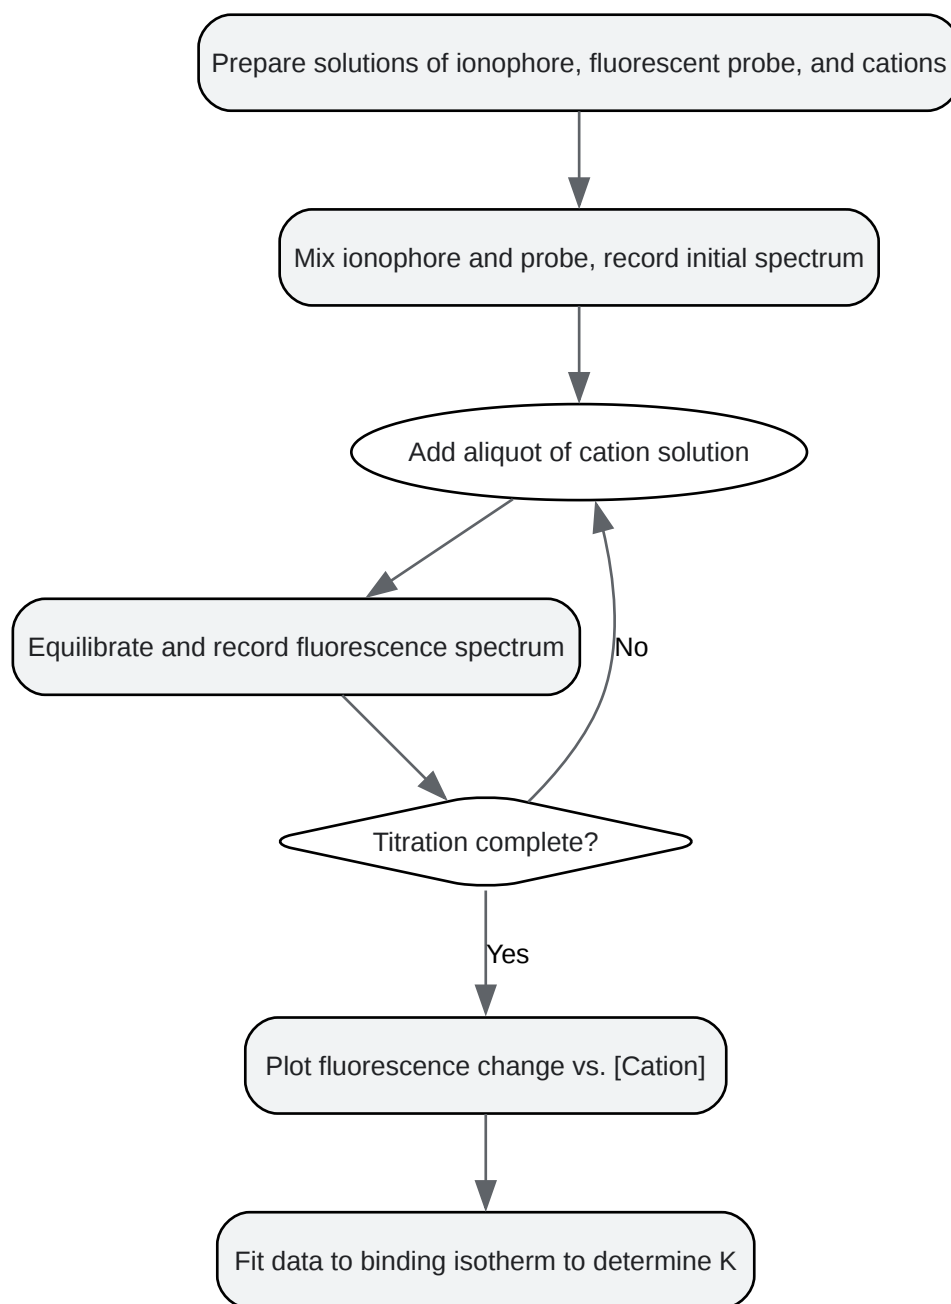 Prepare solutions of ionophore, fluorescent probe, and cations
Mix ionophore and probe, record initial spectrum
Add aliquot of cation solution
Equilibrate and record fluorescence spectrum
No
Titration complete?
Yes
Plot fluorescence change vs. [Cation]
Fit data to binding isotherm to determine K